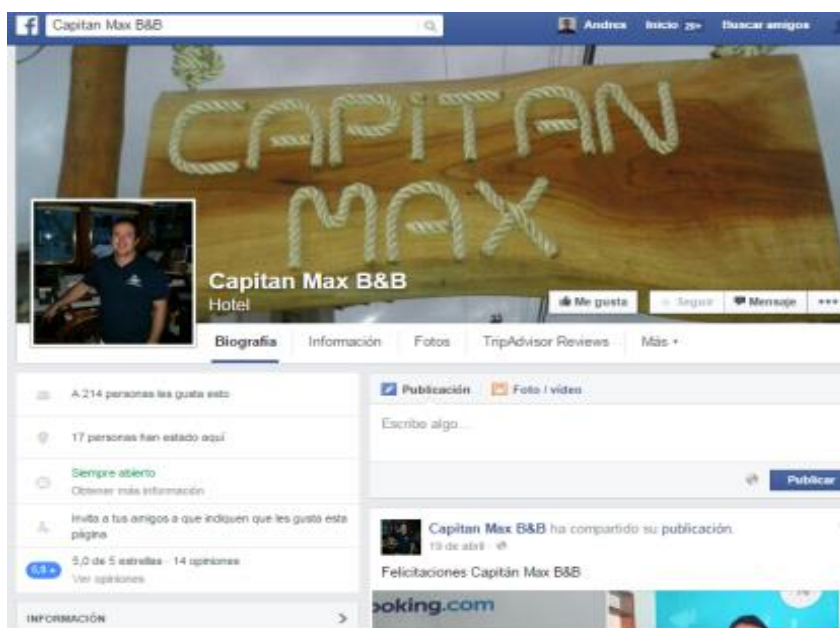 f Capitan Max B&B
Andrea Inicio 20+ Buscar amigos
CAPiTAN
MAX
Capitan Max B&B
Hotel
Me gusta Seguir Mensaje
Biografía Información Fotos TripAdvisor Reviews Más
A 214 personas les gusta esto
17 personas han estado aquí
Siempre abierto
Obtener más información
Invita a tus amigos a que indiquen que les gusta esta
página
5,0 de 5 estrellas · 14 opiniones
Ver opiniones
INFORMACIÓN
Publicación Foto / vídeo
Escribe algo...
Publicar
Capitan Max B&B ha compartido su publicación.
19 de abril
Felicitaciones Capitán Max B&B
booking.com